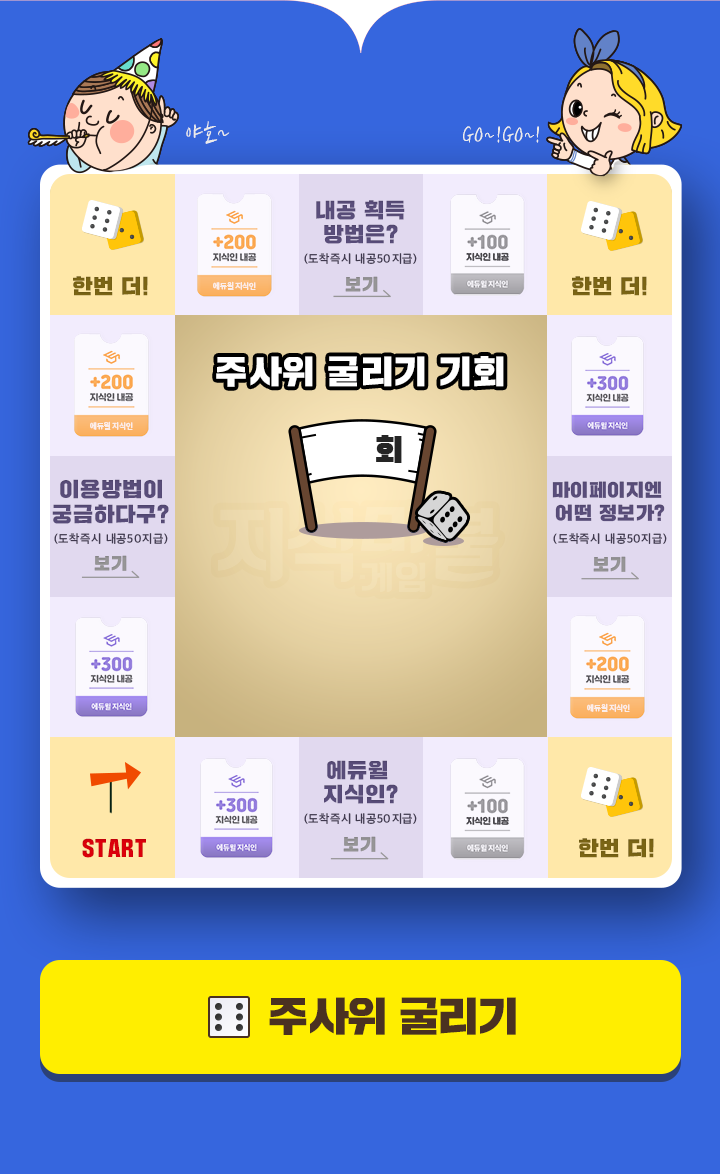 야호~
GO~!GO~!
한번 더!
+200
지식인 내공
에듀윌 지식인
내공 획득
방법은?
(도착즉시 내공50지급)
보기
+100
지식인 내공
에듀윌 지식인
한번 더!
+200
지식인 내공
에듀윌 지식인
주사위 굴리기 기회
회
+300
지식인 내공
에듀윌 지식인
이용방법이
궁금하다구?
(도착즉시 내공50지급)
보기
마이페이지엔
어떤 정보가?
(도착즉시 내공50지급)
보기
게임
+300
지식인 내공
에듀윌 지식인
+200
지식인 내공
에듀윌 지식인
START
+300
지식인 내공
에듀윌 지식인
에듀윌
지식인?
(도착즉시 내공50지급)
보기
+100
지식인 내공
에듀윌 지식인
한번 더!
주사위 굴리기